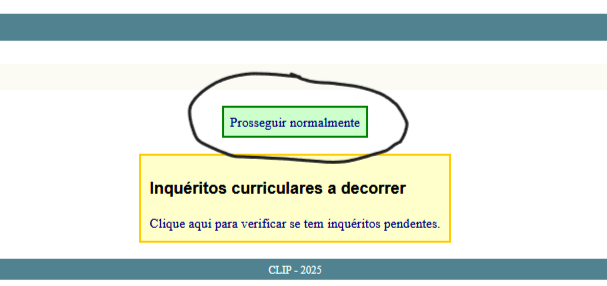 Prosseguir normalmente
Inquéritos curriculares a decorrer
Clique aqui para verificar se tem inquéritos pendentes.
CLIP - 2025